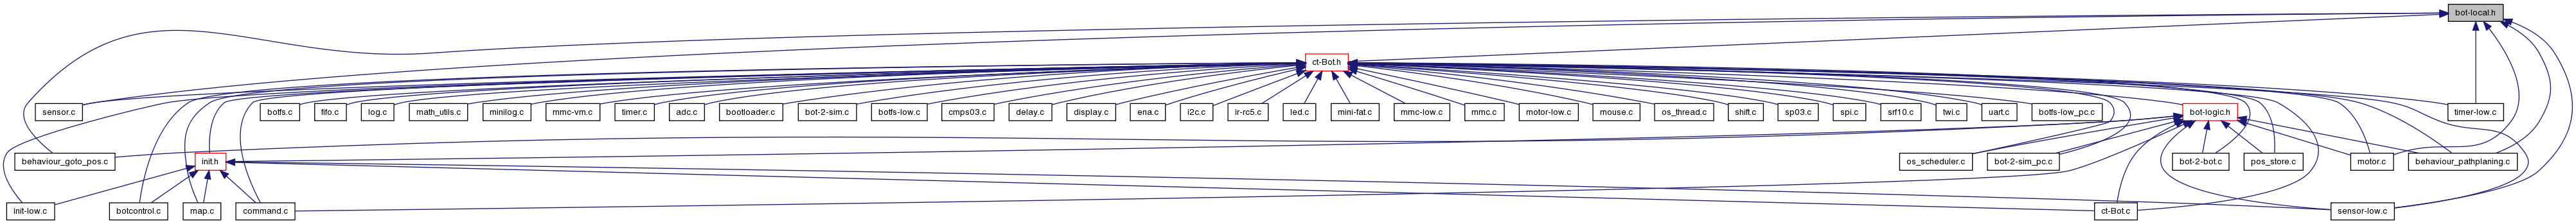 bot-local.h
ct-Bot.h
sensor.c
botfs.c
fifo.c
log.c
math_utils.c
minilog.c
mmc-vm.c
timer.c
adc.c
bootloader.c
bot-2-sim.c
botfs-low.c
cmps03.c
delay.c
display.c
ena.c
i2c.c
ir-rc5.c
led.c
mini-fat.c
mmc-low.c
mmc.c
motor-low.c
mouse.c
os_thread.c
shift.c
sp03.c
spi.c
srf10.c
twi.c
uart.c
botfs-low_pc.c
bot-logic.h
timer-low.c
behaviour_goto_pos.c
init.h
os_scheduler.c
bot-2-sim_pc.c
bot-2-bot.c
pos_store.c
motor.c
behaviour_pathplaning.c
init-low.c
botcontrol.c
map.c
command.c
ct-Bot.c
sensor-low.c